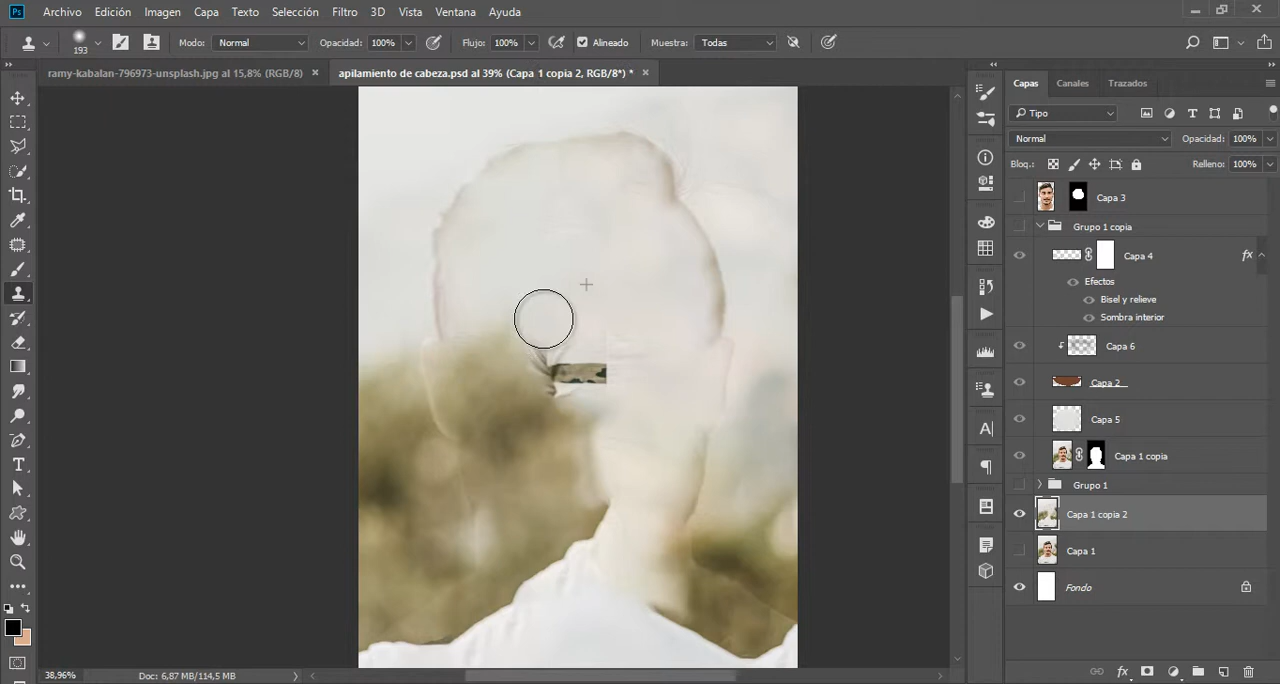 Ps Archivo Edición Imagen Capa Texto Selección Filtro 3D Vista Ventana Ayuda
193 Modo: Normal Opacidad: 100% Flujo: 100% Alineado Muestra: Todas
ramy-kabalan-796973-unsplash.jpg al 15,8% (RGB/8) × apilamiento de cabeza.psd al 39% (Capa 1 copia 2, RGB/8*) * ×
Capas Canales Trazados
Tipo
Normal Opacidad: 100%
Bloq.: Relleno: 100%
Capa 3
Grupo 1 copia
Capa 4 fx
Efectos
Bisel y relieve
Sombra interior
Capa 6
Capa 2
Capa 5
Capa 1 copia
Grupo 1
Capa 1 copia 2
Capa 1
Fondo
38,96% Doc: 6,87 MB/114,5 MB
fx